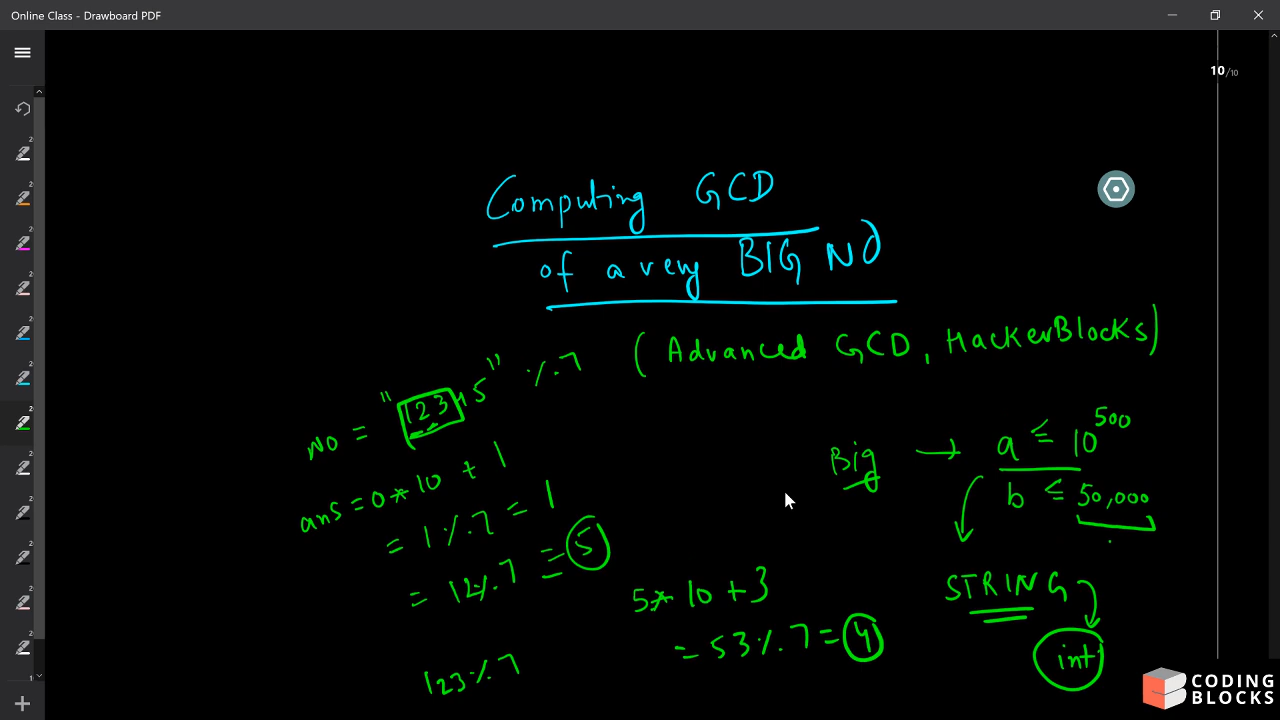 Online Class - Drawboard PDF
10/10
Computing GCD
of a very BIG NO
(Advanced GCD, HackerBlocks)
NO = "12345" %7
ans = 0*10 + 1
= 1%7 = 1
= 12%7 = 5
123%7
5* 10 + 3
= 53%7 = 4
Big → a ≤ 10^500
b ≤ 50,000
STRING
int
CODING
BLOCKS